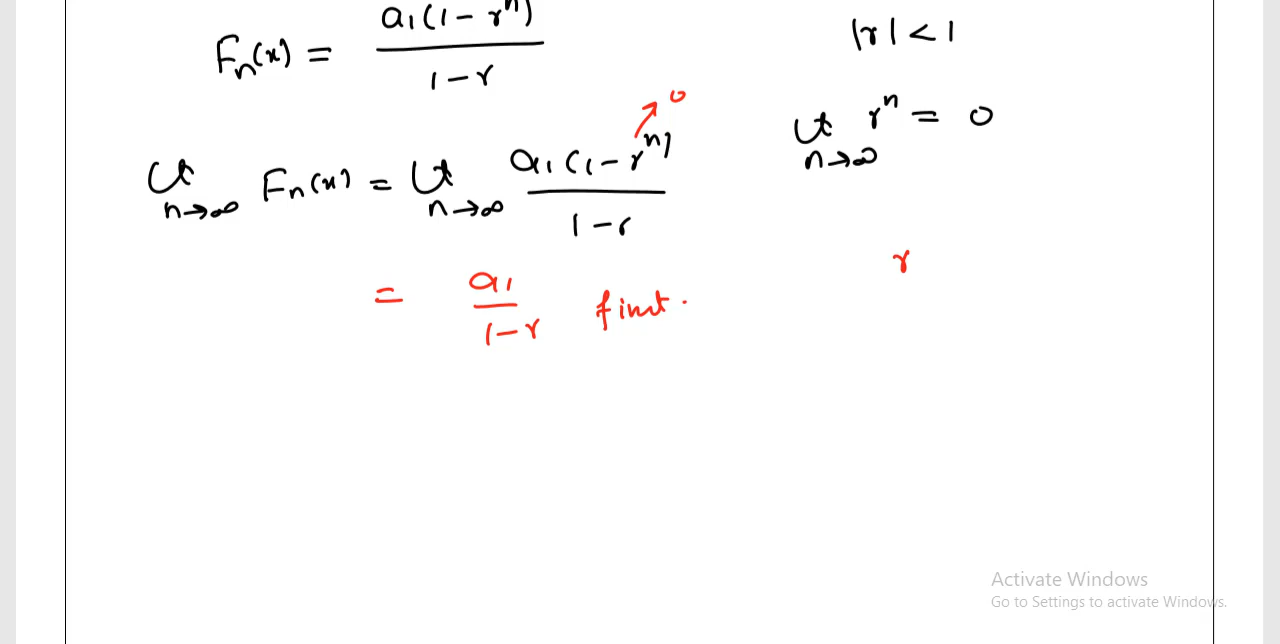 Fn(x) = a1(1 - r^n) / 1 - r
|r| < 1
Lt n→∞ r^n = 0
Lt n→∞ Fn(x) = Lt n→∞ a1(1 - r^n) / 1 - r
0
r
= a1 / 1 - r finit.
Activate Windows
Go to Settings to activate Windows.